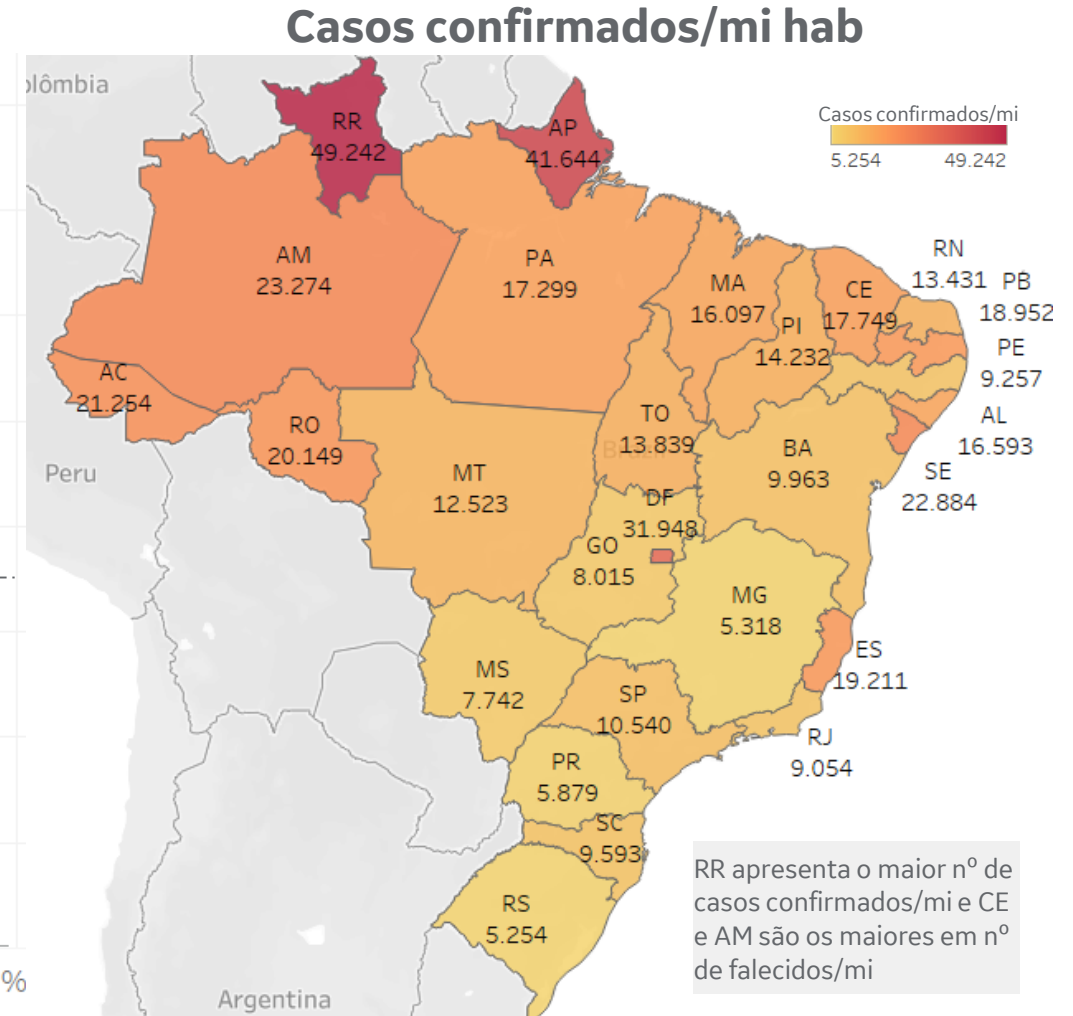 Casos confirmados/mi hab
olômbia
Casos confirmados/mi
5.254 49.242
RR
49.242
AP
41.644
AM
23.274
PA
17.299
MA
16.097
PI
14.232
CE
17.749
RN
13.431
PB
18.952
PE
9.257
AL
16.593
SE
22.884
AC
21.254
RO
20.149
Peru
MT
12.523
TO
13.839
BA
9.963
DF
31.948
GO
8.015
MG
5.318
ES
19.211
MS
7.742
SP
10.540
RJ
9.054
PR
5.879
SC
9.593
RS
5.254
RR apresenta o maior nº de
casos confirmados/mi e CE
e AM são os maiores em nº
de falecidos/mi
%
Argentina